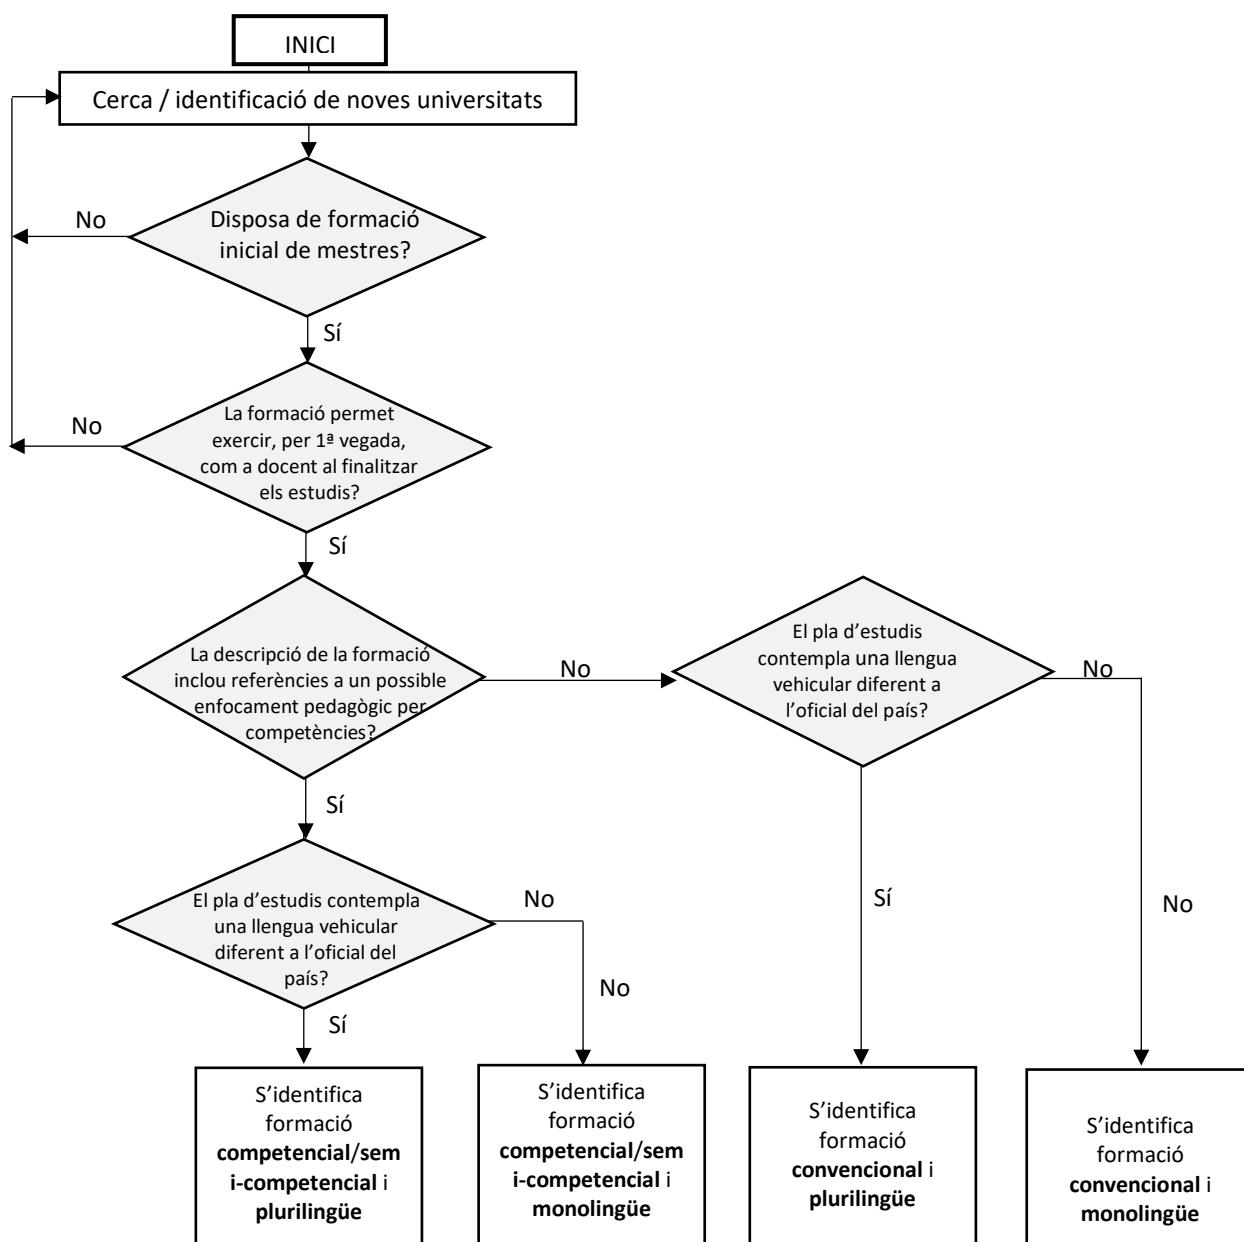 INICI
Cerca / identificació de noves universitats
No
Disposa de formació
inicial de mestres?
Sí
No
La formació permet
exercir, per 1ª vegada,
com a docent al finalitzar
els estudis?
Sí
La descripció de la formació
inclou referències a un possible
enfocament pedagògic per
competències?
No
El pla d’estudis
contempla una llengua
vehicular diferent a
l’oficial del país?
No
Sí
El pla d’estudis contempla
una llengua vehicular
diferent a l’oficial del
país?
No
Sí
No
No
Sí
S’identifica
formació
competencial/sem
i-competencial i
plurilingüe
S’identifica
formació
competencial/sem
i-competencial i
monolingüe
S’identifica
formació
convencional i
plurilingüe
S’identifica
formació
convencional i
monolingüe